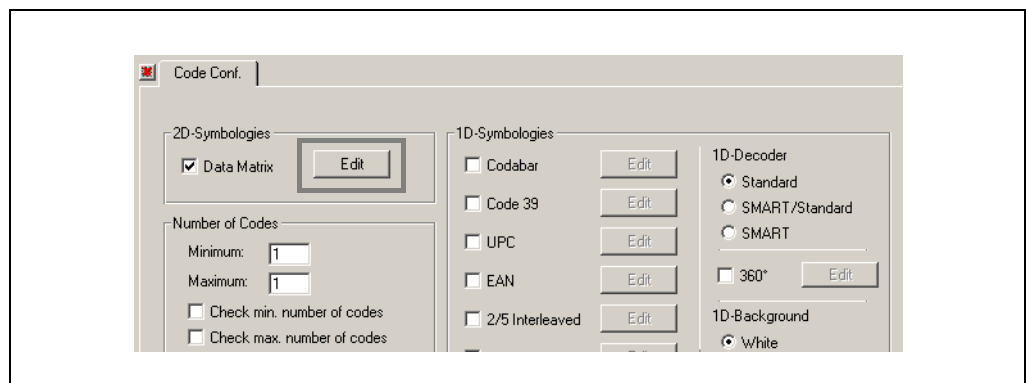 Code Conf.
2D-Symbologies
Data Matrix Edit
Number of Codes
Minimum: 1
Maximum: 1
Check min. number of codes
Check max. number of codes
1D-Symbologies
Codabar Edit
Code 39 Edit
UPC Edit
EAN Edit
2/5 Interleaved Edit
1D-Decoder
Standard
SMART/Standard
SMART
360° Edit
1D-Background
White